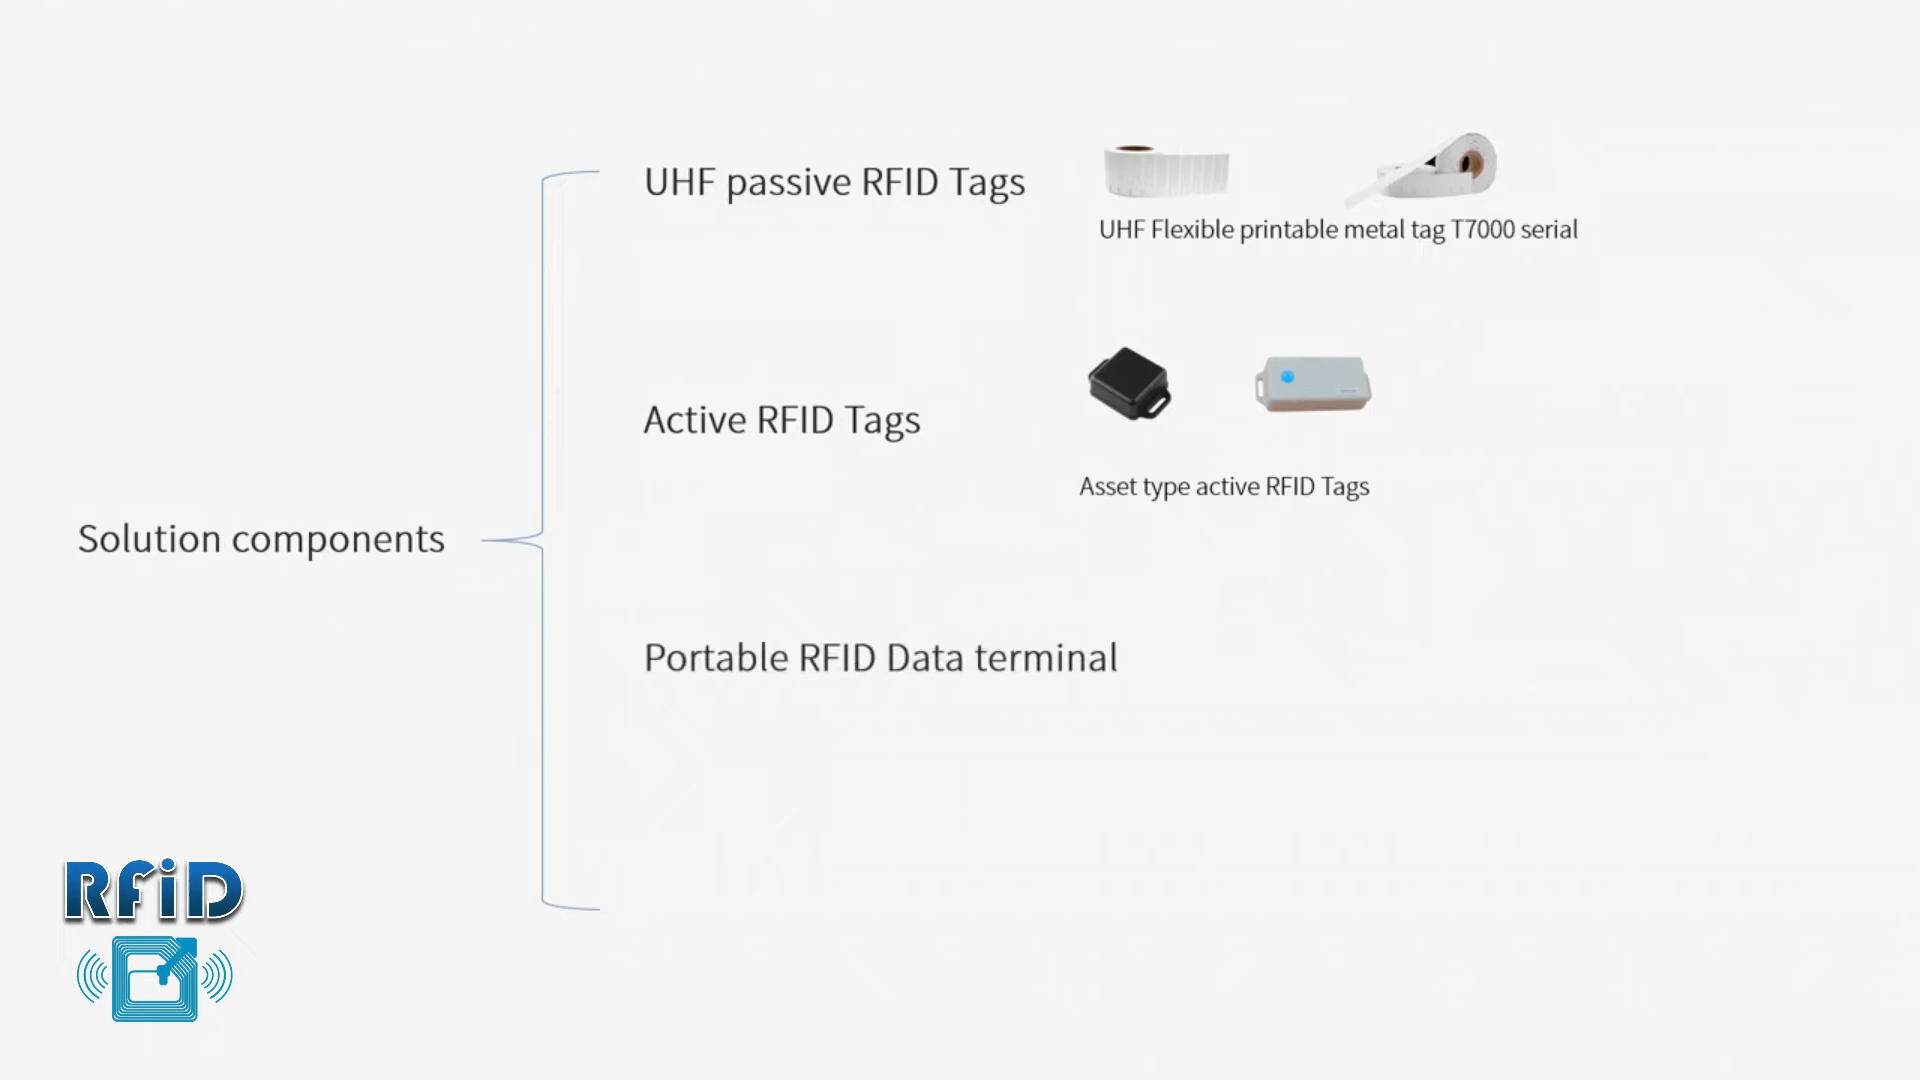 UHF passive RFID Tags
UHF Flexible printable metal tag T7000 serial
Active RFID Tags
Asset type active RFID Tags
Solution components
Portable RFID Data terminal
RFiD